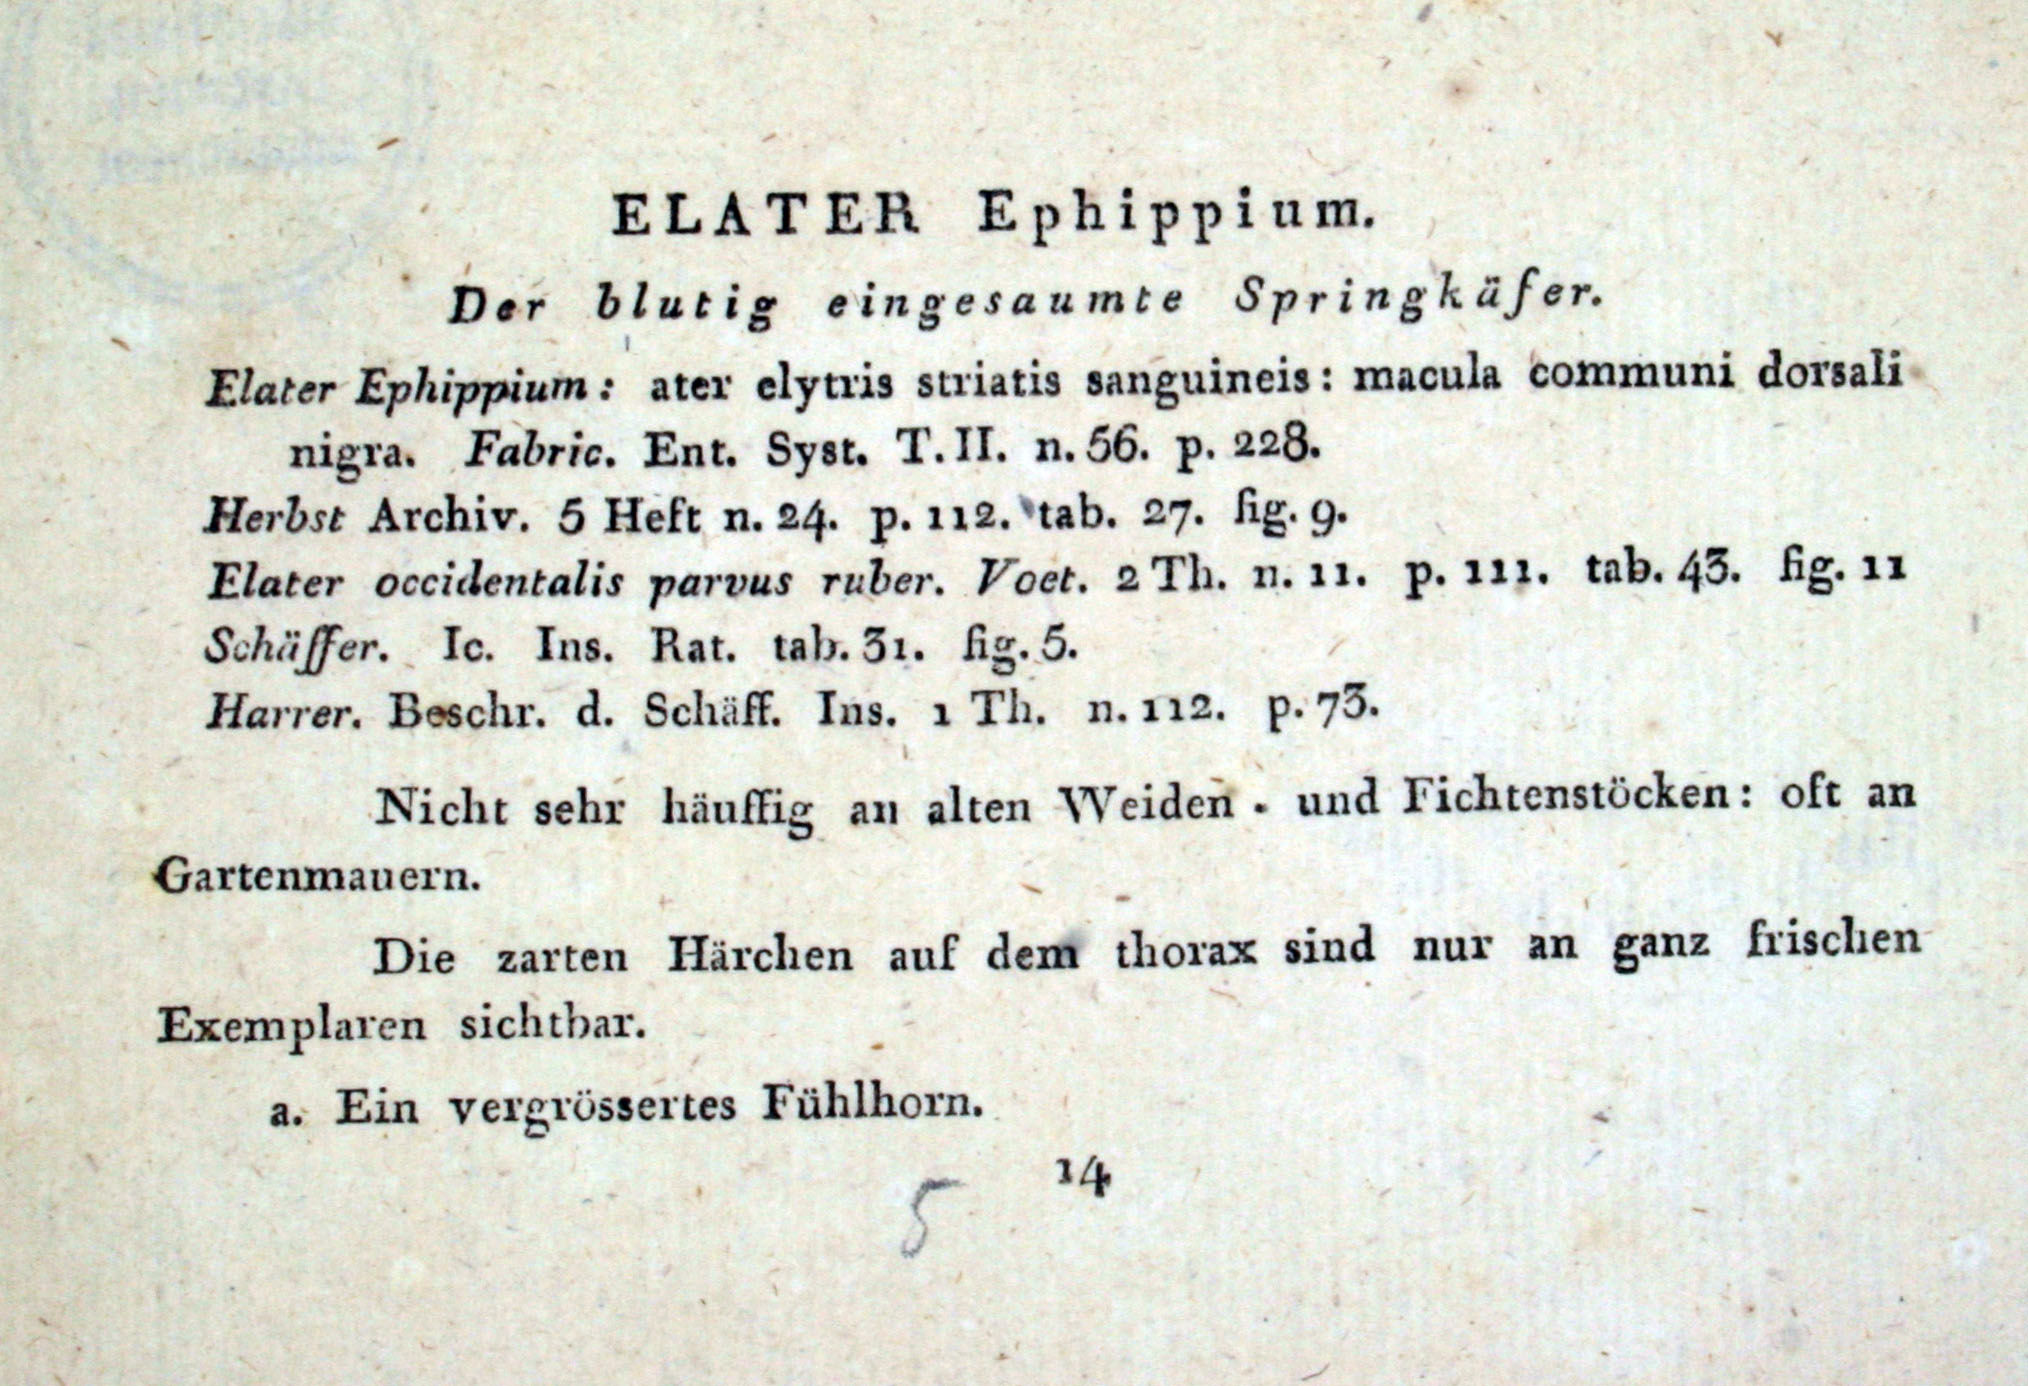 ELATER Ephippium.
Der blutig eingesaumte Springkäfer.
Elater Ephippium: ater elytris striatis sanguineis: macula communi dorsali
nigra. Fabric. Ent. Syst. T. II. n. 56. p. 228.
Herbst Archiv. 5 Heft n. 24. p. 112. tab. 27. fig. 9.
Elater occidentalis parvus ruber. Voet. 2 Th. n. 11. p. 111. tab. 43. fig. 11
Schäffer. Ic. Ins. Rat. tab. 31. fig. 5.
Harrer. Beschr. d. Schäff. Ins. 1 Th. n. 112. p. 73.
Nicht sehr häuffig an alten Weiden - und Fichtenstöcken: oft an
Gartenmauern.
Die zarten Härchen auf dem thorax sind nur an ganz frischen
Exemplaren sichtbar.
a. Ein vergrössertes Fühlhorn.
14
5